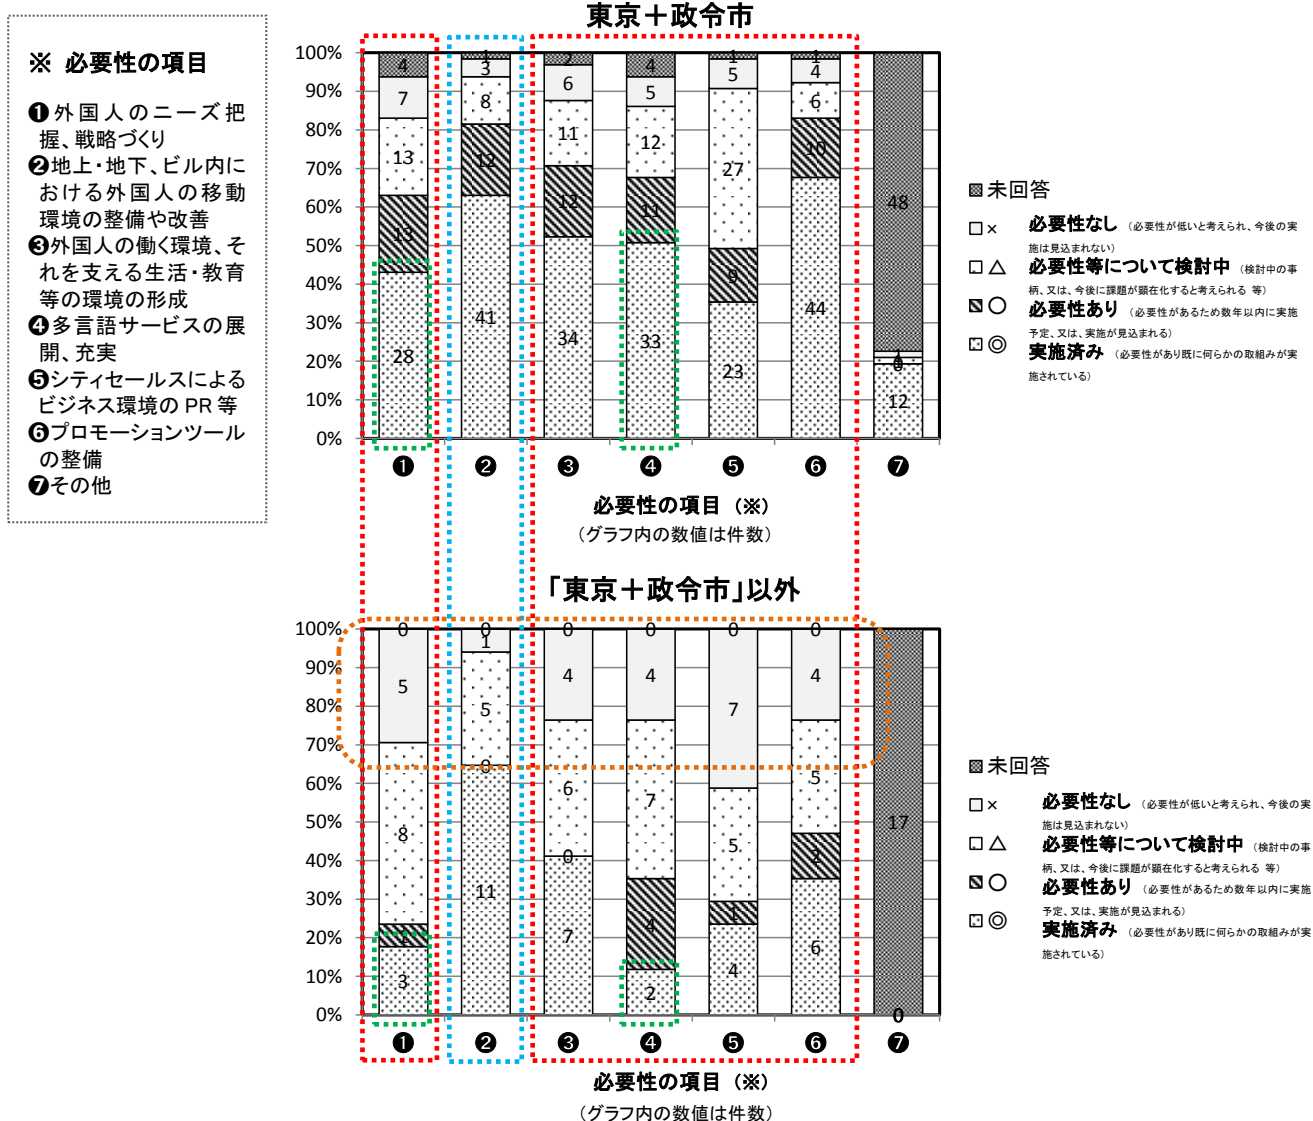 ※ 必要性の項目
❶外国人のニーズ把
握、戦略づくり
❷地上・地下、ビル内に
おける外国人の移動
環境の整備や改善
❸外国人の働く環境、そ
れを支える生活・教育
等の環境の形成
❹多言語サービスの展
開、充実
❺シティセールスによる
ビジネス環境の PR 等
❻プロモーションツール
の整備
❼その他
東京＋政令市
100%
90%
80%
70%
60%
50%
40%
30%
20%
10%
0%
4 7 13 13 28
1 3 8 12 41
2 6 11 12 34
4 5 12 11 33
1 5 27 9 23
1 4 6 10 44
48 1 0 12
❶ ❷ ❸ ❹ ❺ ❻ ❼
必要性の項目（※）
（グラフ内の数値は件数）
未回答
× 必要性なし（必要性が低いと考えられ、今後の実
施は見込まれない）
△ 必要性等について検討中（検討中の事
柄、又は、今後に課題が顕在化すると考えられる 等）
○ 必要性あり（必要性があるため数年以内に実施
予定、又は、実施が見込まれる）
◎ 実施済み（必要性があり既に何らかの取組みが実
施されている）
「東京＋政令市」以外
100%
90%
80%
70%
60%
50%
40%
30%
20%
10%
0%
0 5 8 1 3
0 1 5 0 11
0 4 6 0 7
0 4 7 4 2
0 7 5 1 4
0 4 5 2 6
17 0
❶ ❷ ❸ ❹ ❺ ❻ ❼
必要性の項目（※）
（グラフ内の数値は件数）
未回答
× 必要性なし（必要性が低いと考えられ、今後の実
施は見込まれない）
△ 必要性等について検討中（検討中の事
柄、又は、今後に課題が顕在化すると考えられる 等）
○ 必要性あり（必要性があるため数年以内に実施
予定、又は、実施が見込まれる）
◎ 実施済み（必要性があり既に何らかの取組みが実
施されている）